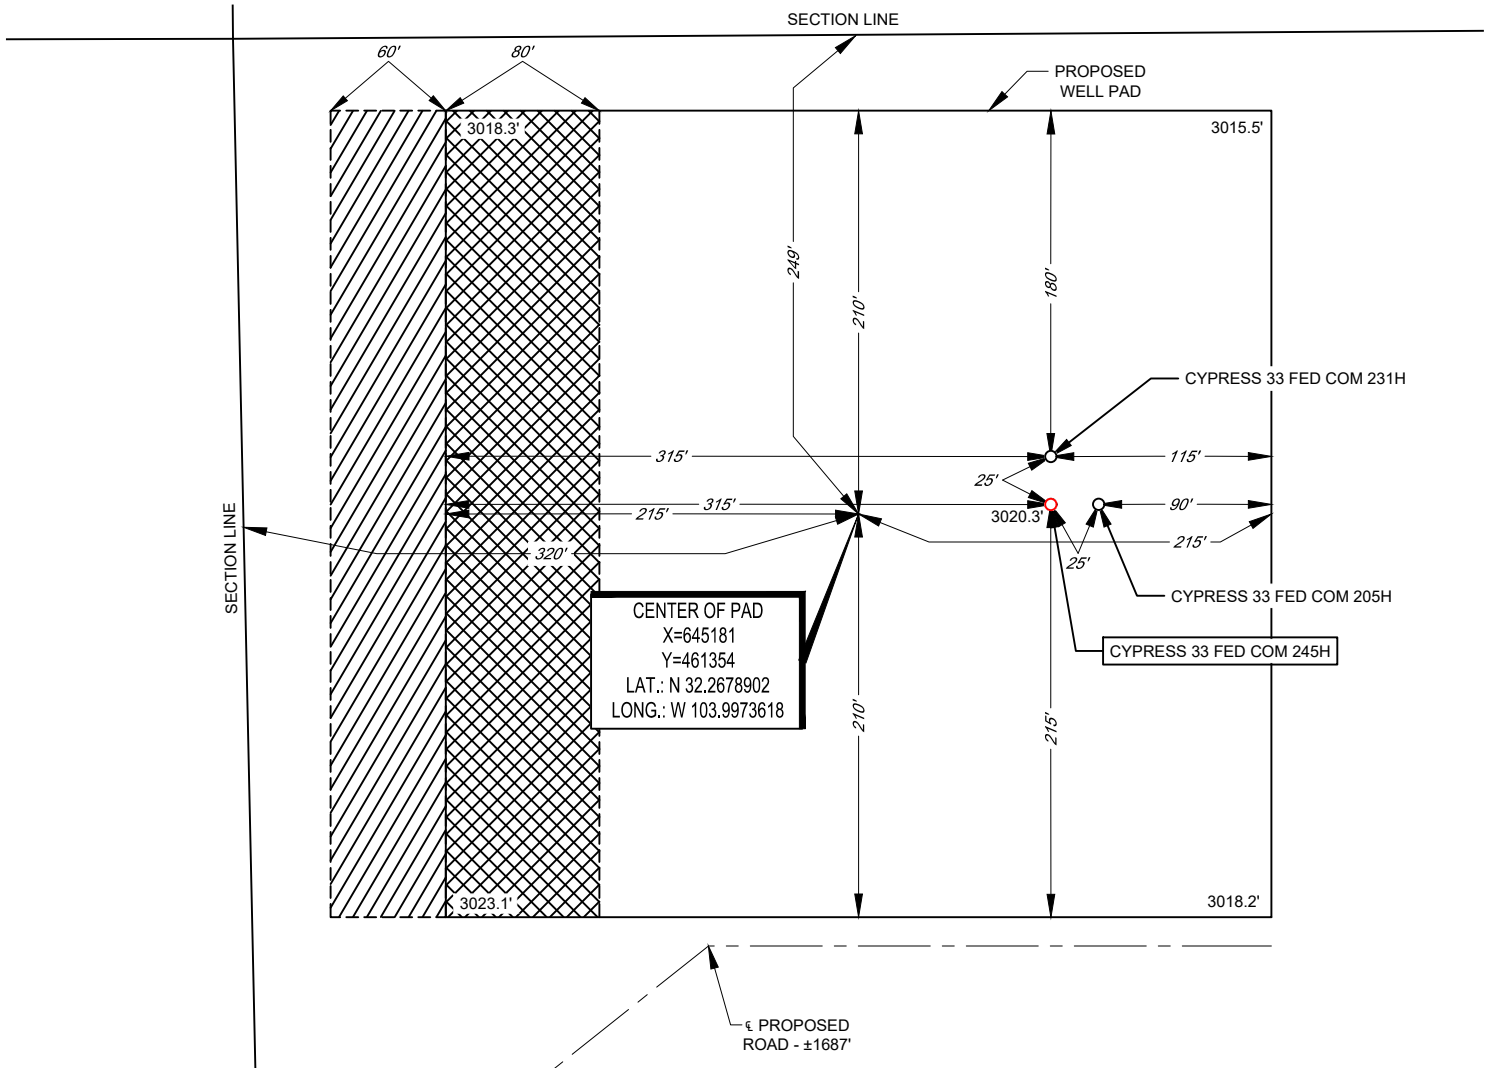 SECTION LINE
60'
80'
PROPOSED
WELL PAD
3018.3'
3015.5'
249'
210'
180'
CYPRESS 33 FED COM 231H
315'
115'
25'
315'
90'
215'
3020.3'
215'
320'
25'
SECTION LINE
CYPRESS 33 FED COM 205H
CENTER OF PAD
X=645181
Y=461354
LAT.: N 32.2678902
LONG.: W 103.9973618
CYPRESS 33 FED COM 245H
210'
215'
3023.1'
3018.2'
℄ PROPOSED
ROAD - ±1687'